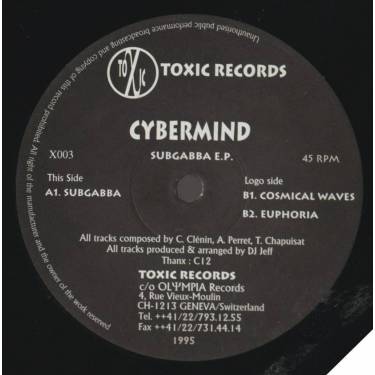 Unauthorised public performance broadcasting and copying of this record prohibited. All right of the manufactures and the owner of the work reserved.
TOXIC
TOXIC RECORDS
CYBERMIND
X003
SUBGABBA E.P.
45 RPM
This Side
Logo side
A1. SUBGABBA
B1. COSMICAL WAVES
B2. EUPHORIA
All tracks composed by C. Clénin, A. Perret, T. Chapuisat
All tracks produced & arranged by DJ Jeff
Thanx : C12
TOXIC RECORDS
c/o OLYMPIA Records
4, Rue Vieux-Moulin
CH-1213 GENEVA/Switzerland
Tel ++41/22/793.12.55
Fax ++41/22/731.44.14
1995